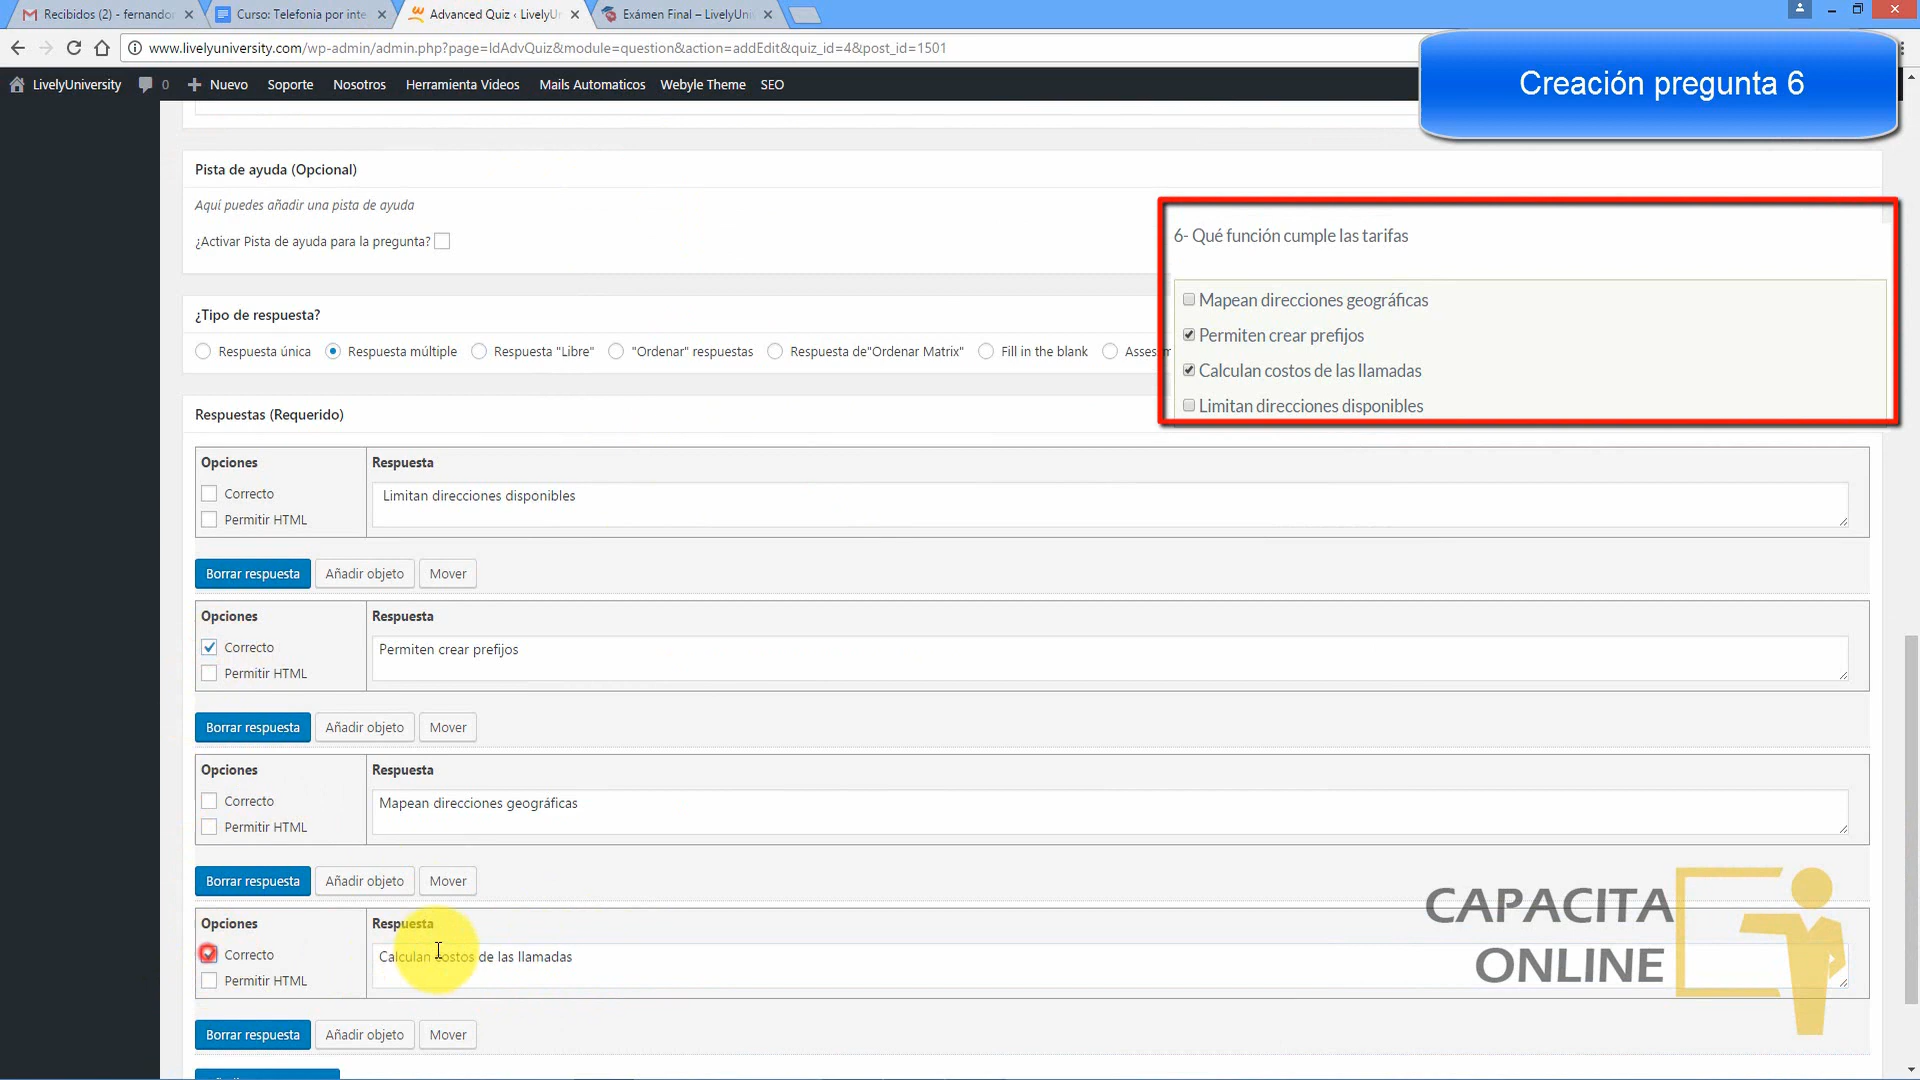 Recibidos (2) - fernandor
Curso: Telefonia por inte
Advanced Quiz ‹ LivelyU
Exámen Final – LivelyUni
www.livelyuniversity.com/wp-admin/admin.php?page=ldAdvQuiz&module=question&action=addEdit&quiz_id=4&post_id=1501
LivelyUniversity
0
Nuevo
Soporte
Nosotros
Herramienta Videos
Mails Automaticos
Webyle Theme
SEO
Creación pregunta 6
Pista de ayuda (Opcional)
Aquí puedes añadir una pista de ayuda
¿Activar Pista de ayuda para la pregunta?
6- Qué función cumple las tarifas
Mapean direcciones geográficas
Permiten crear prefijos
Calculan costos de las llamadas
Limitan direcciones disponibles
¿Tipo de respuesta?
Respuesta única
Respuesta múltiple
Respuesta "Libre"
"Ordenar" respuestas
Respuesta de"Ordenar Matrix"
Fill in the blank
Assessm
Respuestas (Requerido)
Opciones
Respuesta
Correcto
Limitan direcciones disponibles
Permitir HTML
Borrar respuesta
Añadir objeto
Mover
Opciones
Respuesta
Correcto
Permiten crear prefijos
Permitir HTML
Borrar respuesta
Añadir objeto
Mover
Opciones
Respuesta
Correcto
Mapean direcciones geográficas
Permitir HTML
Borrar respuesta
Añadir objeto
Mover
Opciones
Respuesta
Correcto
Calculan costos de las llamadas
Permitir HTML
Borrar respuesta
Añadir objeto
Mover
CAPACITA
ONLINE